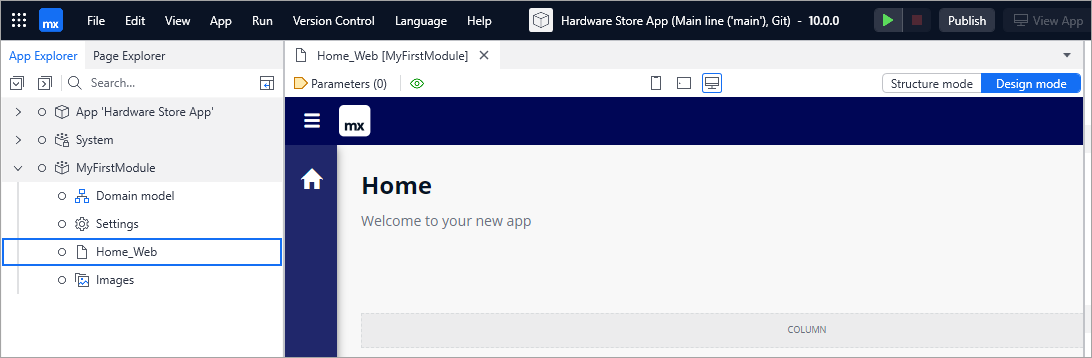 mx File Edit View App Run Version Control Language Help Hardware Store App (Main line ('main'), Git) - 10.0.0 Publish View App
App Explorer Page Explorer
Search...
App 'Hardware Store App'
System
MyFirstModule
Domain model
Settings
Home_Web
Images
Home_Web [MyFirstModule]
Parameters (0) Structure mode Design mode
mx
Home
Welcome to your new app
COLUMN